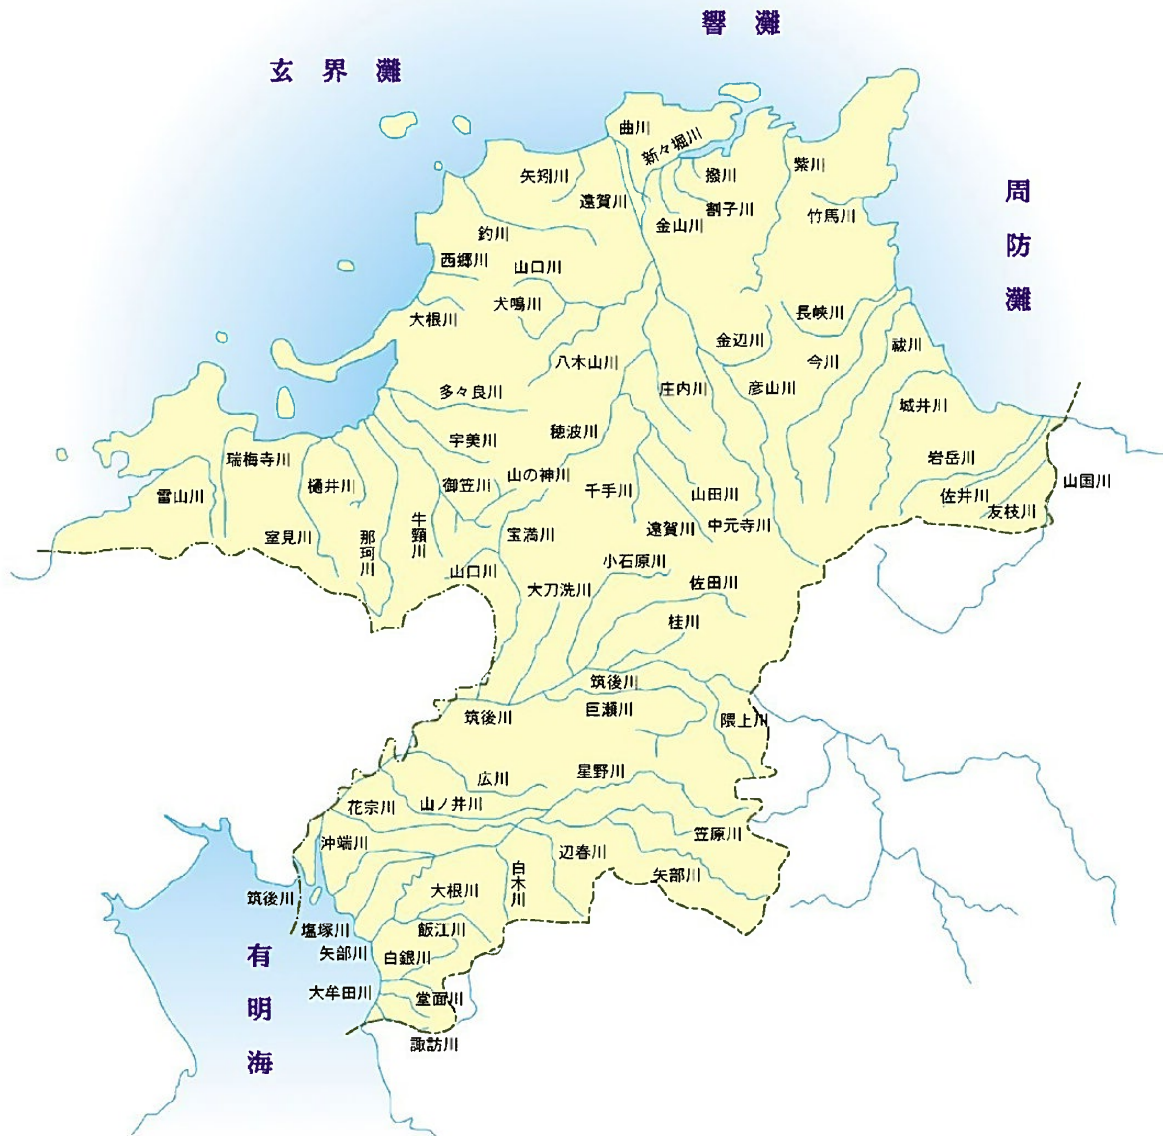 響灘
玄界灘
曲川
新々堀川
矢矧川
撥川
紫川
遠賀川
割子川
金山川
竹馬川
周防灘
釣川
西郷川
山口川
犬鳴川
大根川
長峡川
金辺川
祓川
八木山川
今川
多々良川
庄内川
彦山川
城井川
宇美川
穂波川
瑞梅寺川
岩岳川
樋井川
御笠川
山の神川
千手川
山田川
山国川
雷山川
佐井川
友枝川
室見川
那珂川
牛頸川
宝満川
遠賀川
中元寺川
山口川
小石原川
大刀洗川
佐田川
桂川
筑後川
筑後川
巨瀬川
隈上川
広川
星野川
花宗川
山ノ井川
沖端川
笠原川
辺春川
白木川
矢部川
筑後川
大根川
塩塚川
飯江川
矢部川
白銀川
有明海
大牟田川
堂面川
諏訪川